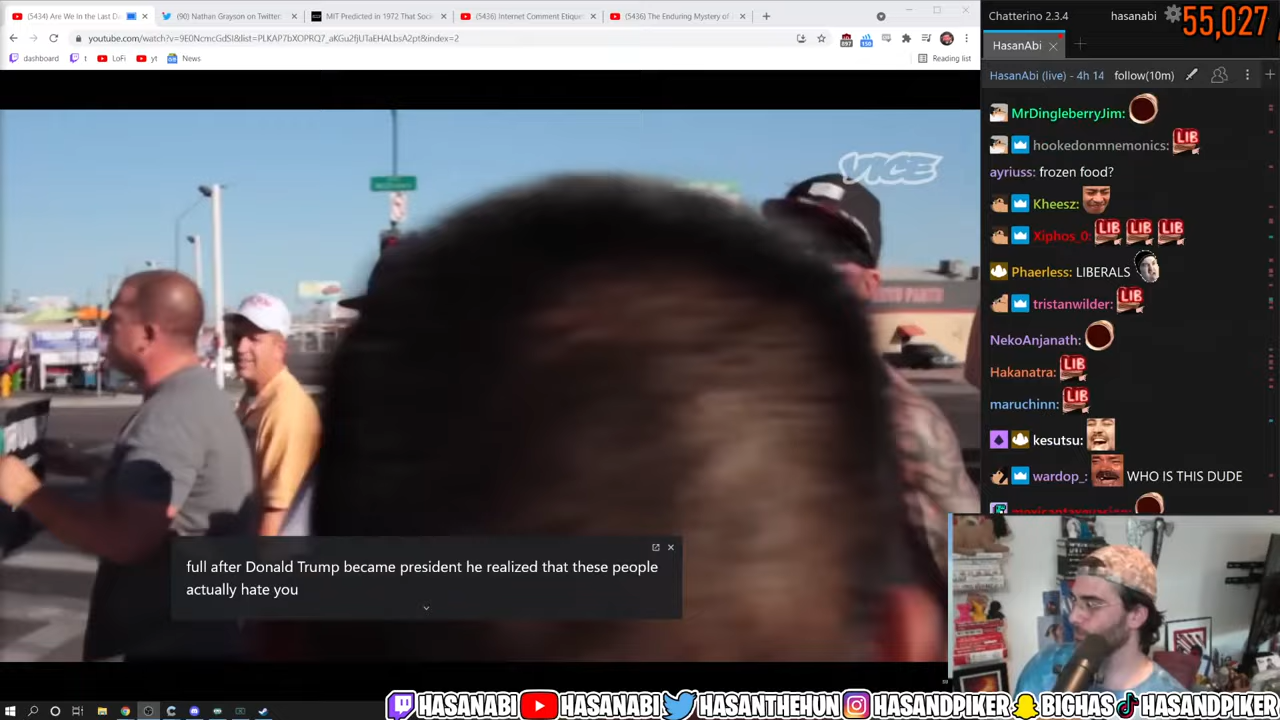 (5434) Are We In the Last Da
(90) Nathan Grayson on Twitter:
MIT Predicted in 1972 That Soc
(5436) Internet Comment Etique
(5436) The Enduring Mystery of
Chatterino 2.3.4
hasanabi
55,027
youtube.com/watch?v=9E0NcmcGdSI&list=PLKAP7bXOPRQ7_aKGu2fjUTaEHALbsA2pt&index=2
HasanAbi
dashboard
t
LoFi
yt
News
Reading list
HasanAbi (live) - 4h 14
follow(10m)
MrDingleberryJim:
hookedonmnemonics: LIB
ayriuss: frozen food?
VICE
Kheesz:
Xiphos_0: LIB LIB LIB
Phaerless: LIBERALS
tristanwilder: LIB
AUTO PARTS
NekoAnjanath:
Hakanatra: LIB
maruchinn: LIB
kesutsu:
wardop_: WHO IS THIS DUDE
full after Donald Trump became president he realized that these people
actually hate you
HASANABI HASANABI HASANTHEHUN HASANDPIKER BIGHAS HASANDPIKER